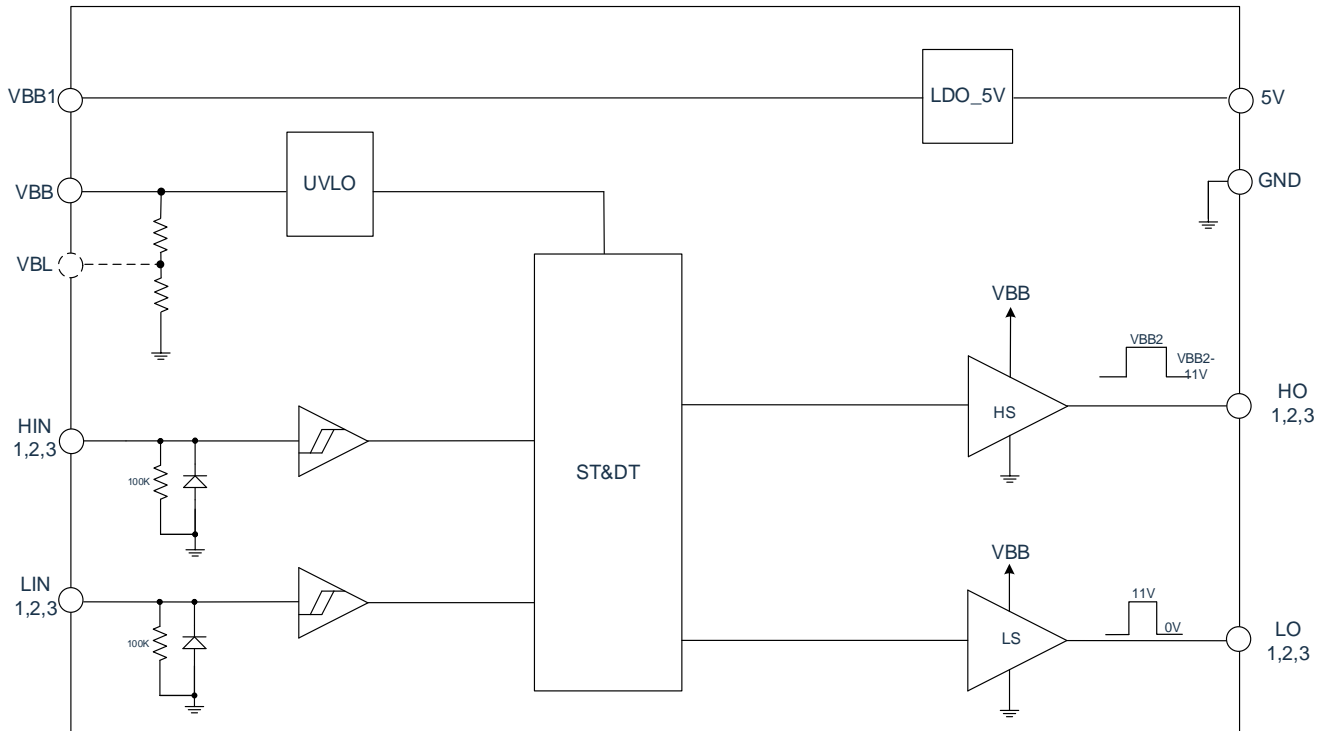 VBB1
LDO_5V
5V
VBB
UVLO
GND
VBL
VBB
VBB2
VBB2-
11V
HIN
1,2,3
100K
HS
HO
1,2,3
ST&DT
VBB
LIN
1,2,3
100K
11V
0V
LS
LO
1,2,3